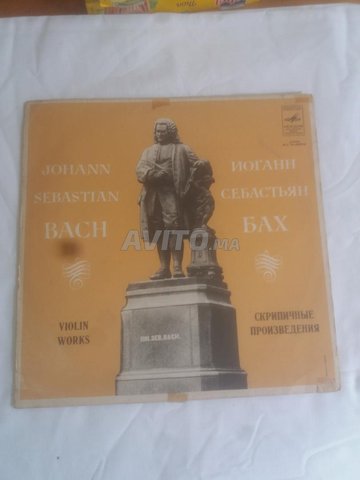 JOHANN
SEBASTIAN
BACH
ИОГАНН
СЕБАСТЬЯН
БАХ
AVITO.ma
JOH. SEB. BACH.
VIOLIN
WORKS
СКРИПИЧНЫЕ
ПРОИЗВЕДЕНИЯ